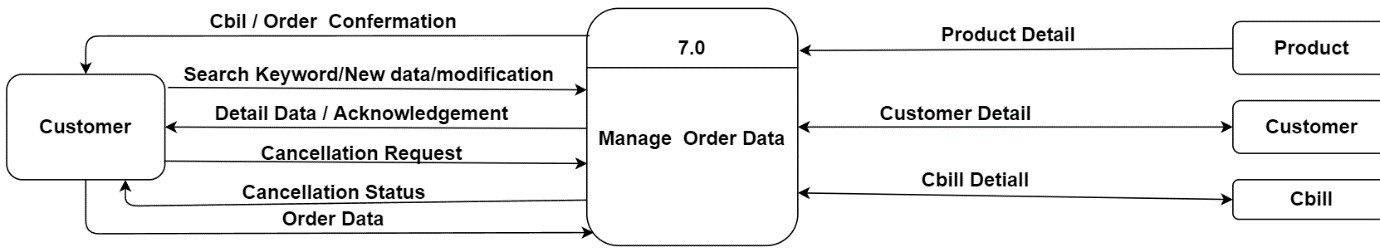 Cbil / Order Confermation
7.0
Product Detail
Product
Search Keyword/New data/modification
Customer
Detail Data / Acknowledgement
Manage Order Data
Customer Detail
Customer
Cancellation Request
Cancellation Status
Cbill Detiall
Cbill
Order Data